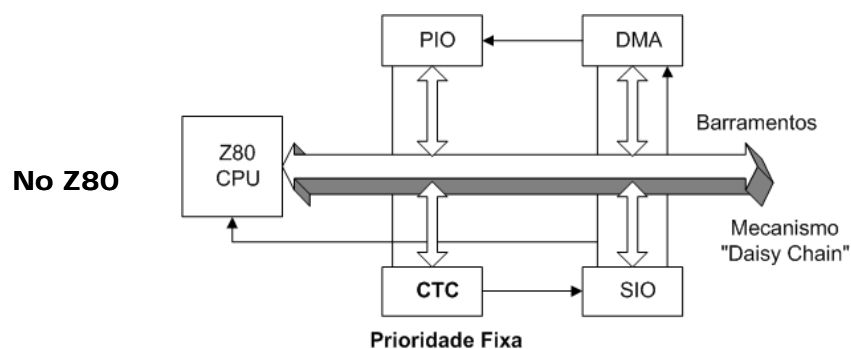 PIO
DMA
Barramentos
Z80
CPU
No Z80
Mecanismo
"Daisy Chain"
CTC
SIO
Prioridade Fixa